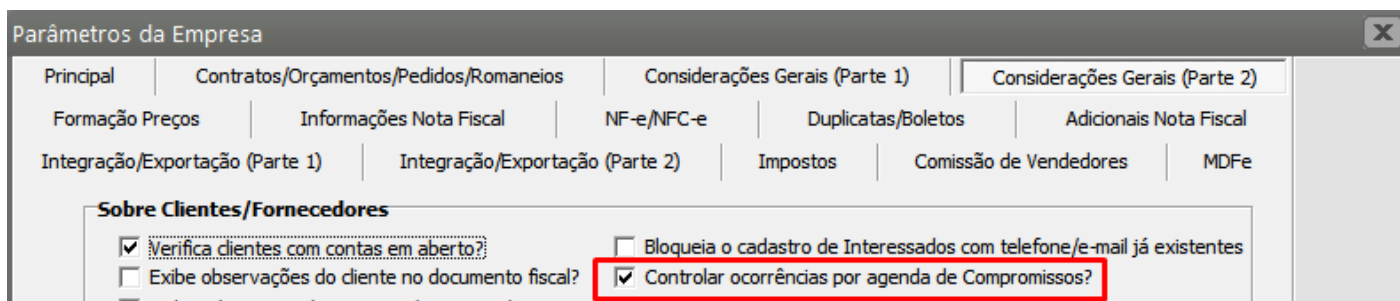 Parâmetros da Empresa
Principal Contratos/Orçamentos/Pedidos/Romaneios Considerações Gerais (Parte 1) Considerações Gerais (Parte 2)
Formação Preços Informações Nota Fiscal NF-e/NFC-e Duplicatas/Boletos Adicionais Nota Fiscal
Integração/Exportação (Parte 1) Integração/Exportação (Parte 2) Impostos Comissão de Vendedores MDFe
Sobre Clientes/Fornecedores
Verifica clientes com contas em aberto? Bloqueia o cadastro de Interessados com telefone/e-mail já existentes
Exibe observações do cliente no documento fiscal? Controlar ocorrências por agenda de Compromissos?